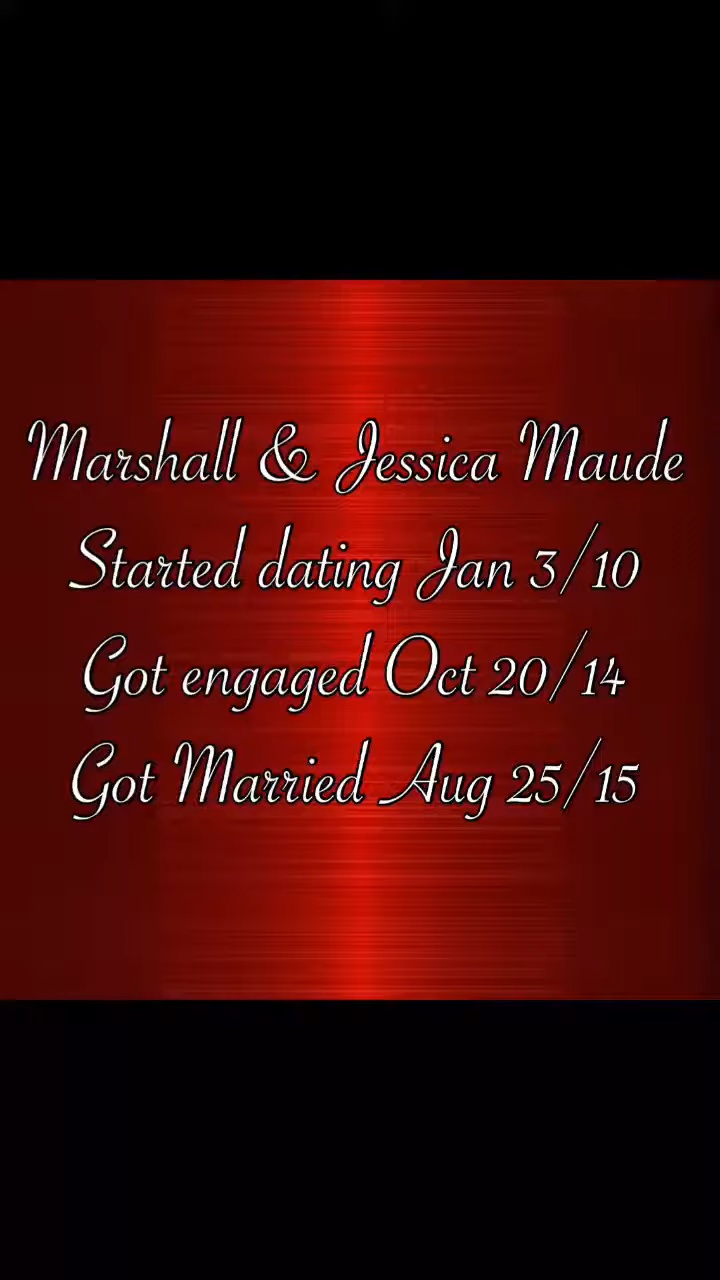 Marshall & Jessica Maude
Started dating Jan 3/10
Got engaged Oct 20/14
Got Married Aug 25/15